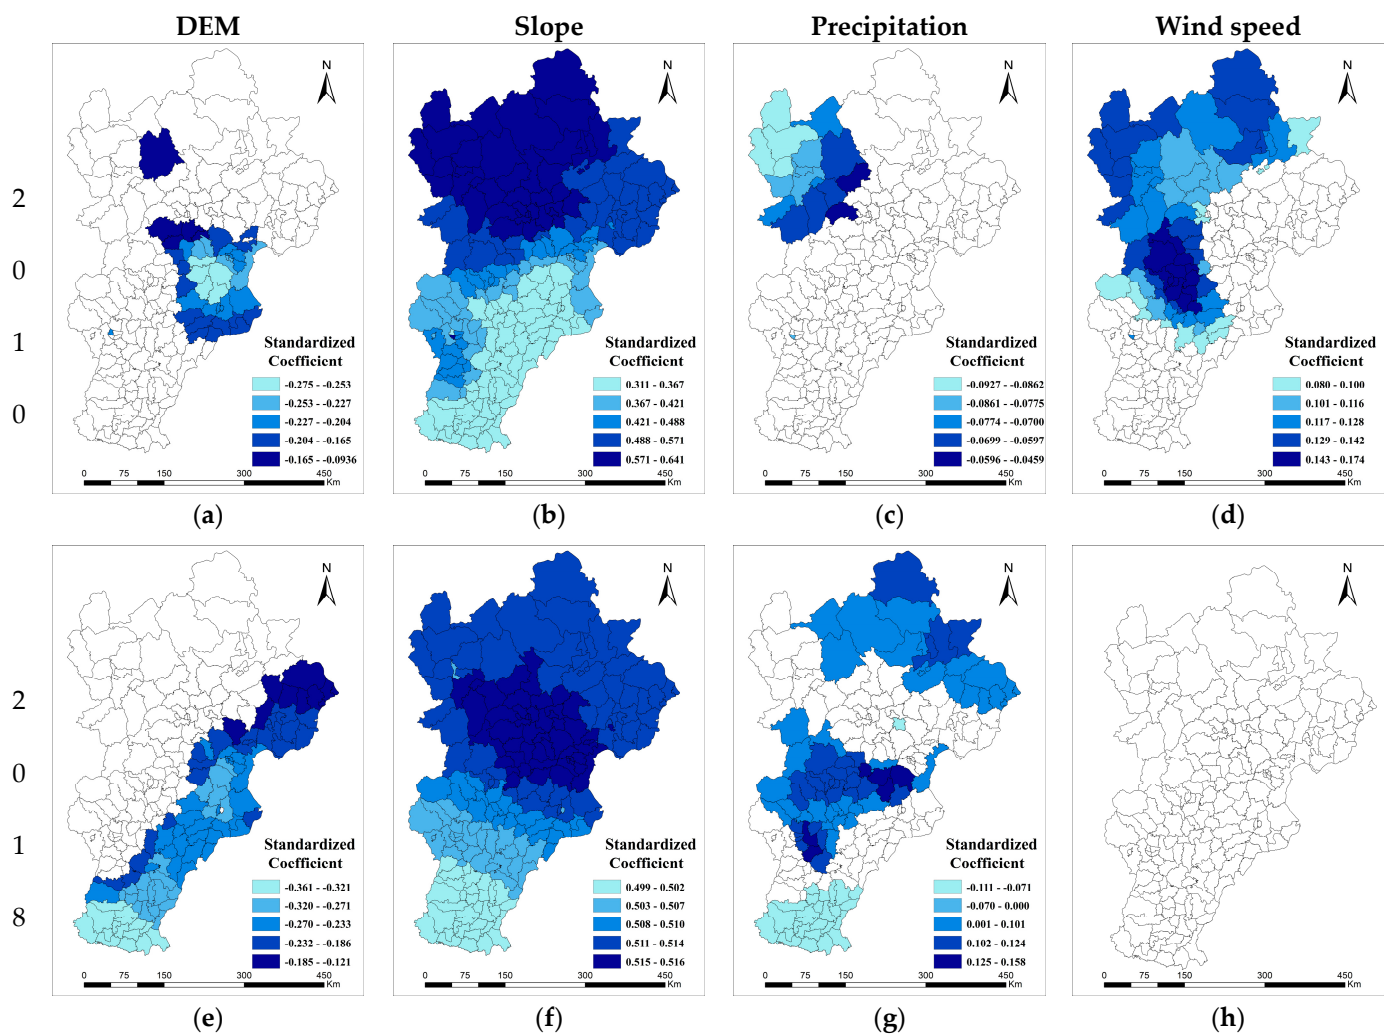 DEM Slope Precipitation Wind speed
2
0
1
0
N
Standardized
Coefficient
-0.275 - -0.253
-0.253 - -0.227
-0.227 - -0.204
-0.204 - -0.165
-0.165 - -0.0936
0 75 150 300 450
Km
(a)
N
Standardized
Coefficient
0.311 - 0.367
0.367 - 0.421
0.421 - 0.488
0.488 - 0.571
0.571 - 0.641
0 75 150 300 450
Km
(b)
N
Standardized
Coefficient
-0.0927 - -0.0862
-0.0861 - -0.0775
-0.0774 - -0.0700
-0.0699 - -0.0597
-0.0596 - -0.0459
0 75 150 300 450
Km
(c)
N
Standardized
Coefficient
0.080 - 0.100
0.101 - 0.116
0.117 - 0.128
0.129 - 0.142
0.143 - 0.174
0 75 150 300 450
Km
(d)
2
0
1
8
N
Standardized
Coefficient
-0.361 - -0.321
-0.320 - -0.271
-0.270 - -0.233
-0.232 - -0.186
-0.185 - -0.121
0 75 150 300 450
Km
(e)
N
Standardized
Coefficient
0.499 - 0.502
0.503 - 0.507
0.508 - 0.510
0.511 - 0.514
0.515 - 0.516
0 75 150 300 450
Km
(f)
N
Standardized
Coefficient
-0.111 - -0.071
-0.070 - 0.000
0.001 - 0.101
0.102 - 0.124
0.125 - 0.158
0 75 150 300 450
Km
(g)
N
0 75 150 300 450
Km
(h)